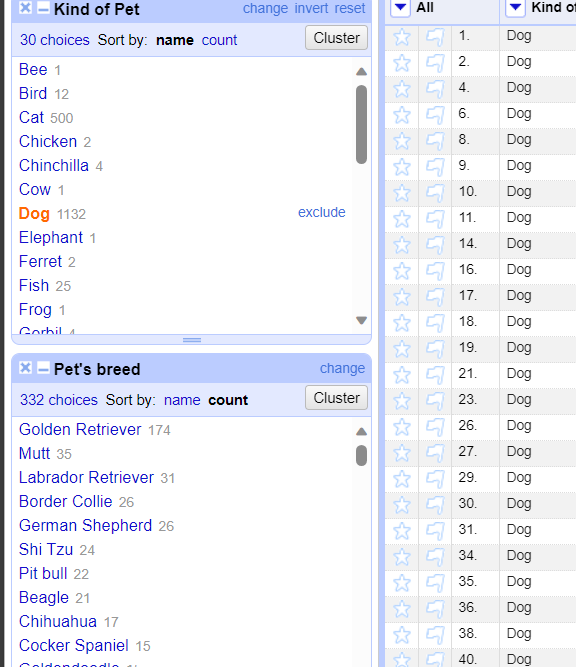 Kind of Pet change invert reset
30 choices Sort by: name count Cluster
Bee 1
Bird 12
Cat 500
Chicken 2
Chinchilla 4
Cow 1
Dog 1132 exclude
Elephant 1
Ferret 2
Fish 25
Frog 1
Gerbil 4
Pet's breed change
332 choices Sort by: name count Cluster
Golden Retriever 174
Mutt 35
Labrador Retriever 31
Border Collie 26
German Shepherd 26
Shi Tzu 24
Pit bull 22
Beagle 21
Chihuahua 17
Cocker Spaniel 15
Goldendoodle
All Kind of
1. Dog
2. Dog
4. Dog
6. Dog
8. Dog
9. Dog
10. Dog
11. Dog
14. Dog
16. Dog
17. Dog
18. Dog
19. Dog
21. Dog
23. Dog
26. Dog
27. Dog
29. Dog
30. Dog
31. Dog
34. Dog
35. Dog
36. Dog
38. Dog
40. Dog